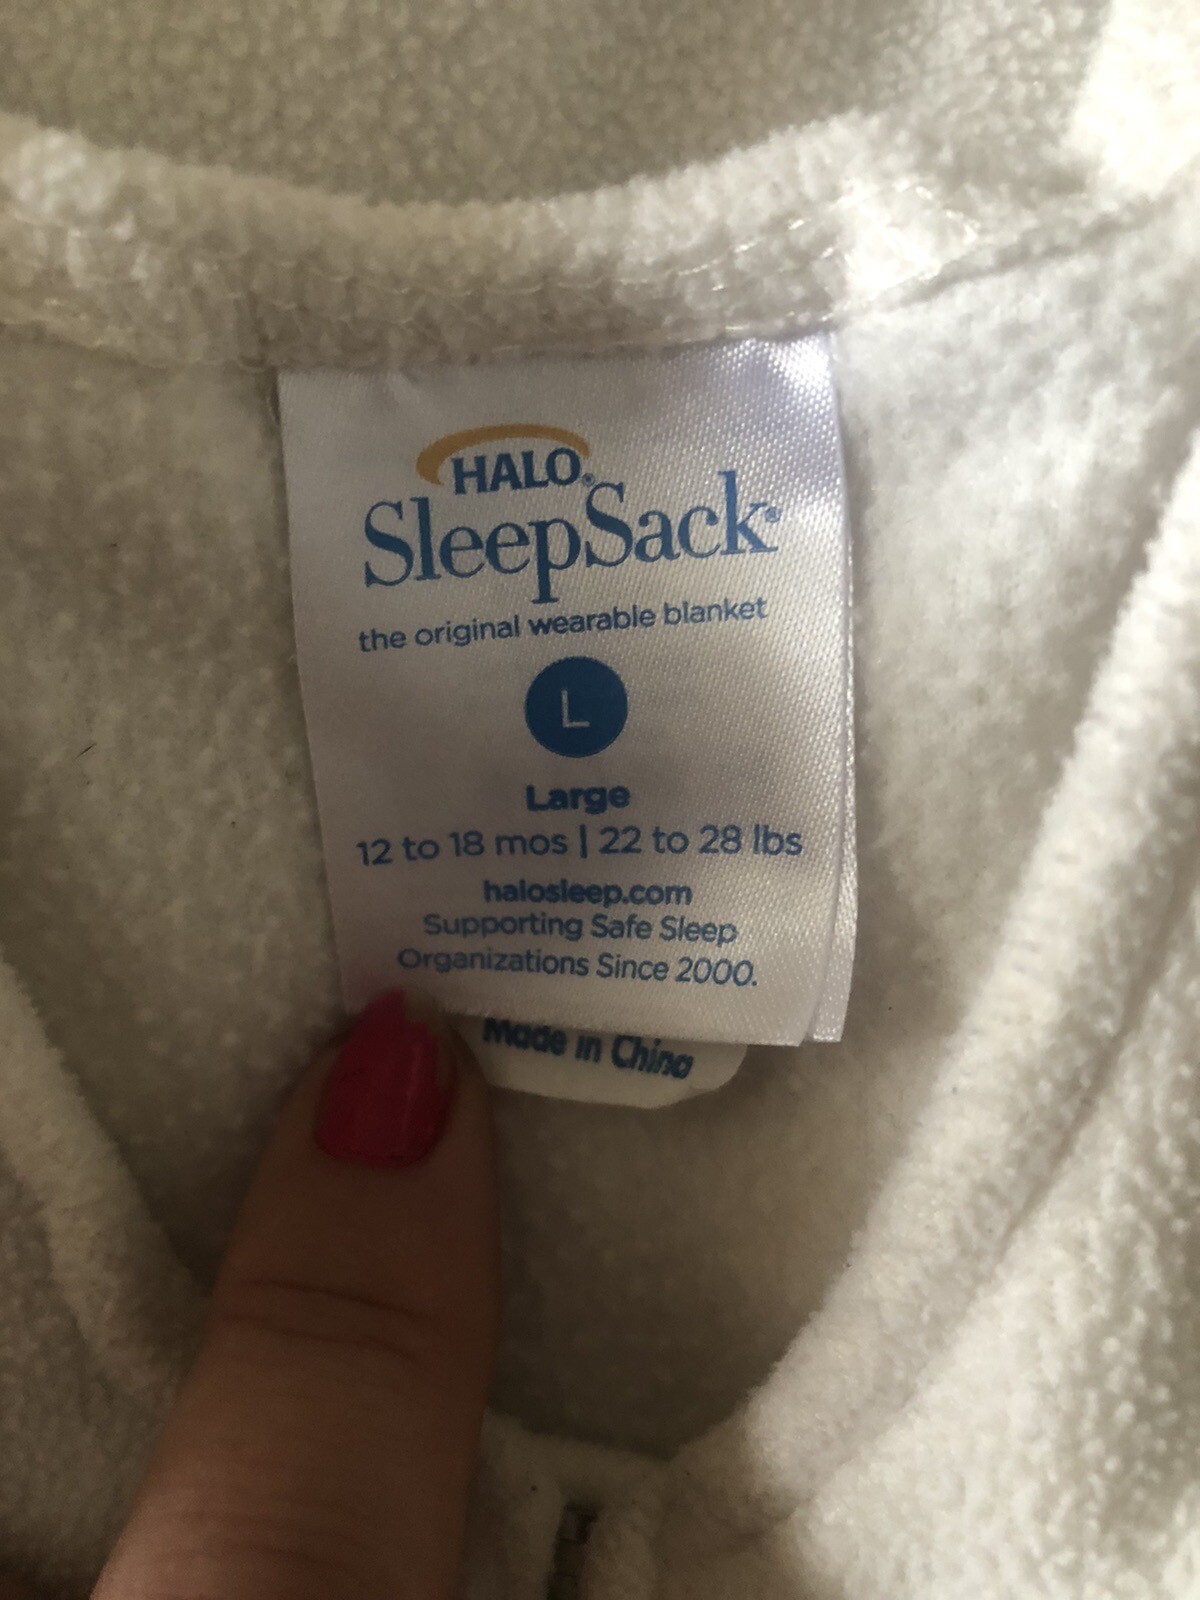 HALO®
SleepSack®
the original wearable blanket
L
Large
12 to 18 mos | 22 to 28 lbs
halosleep.com
Supporting Safe Sleep
Organizations Since 2000.
Made in China